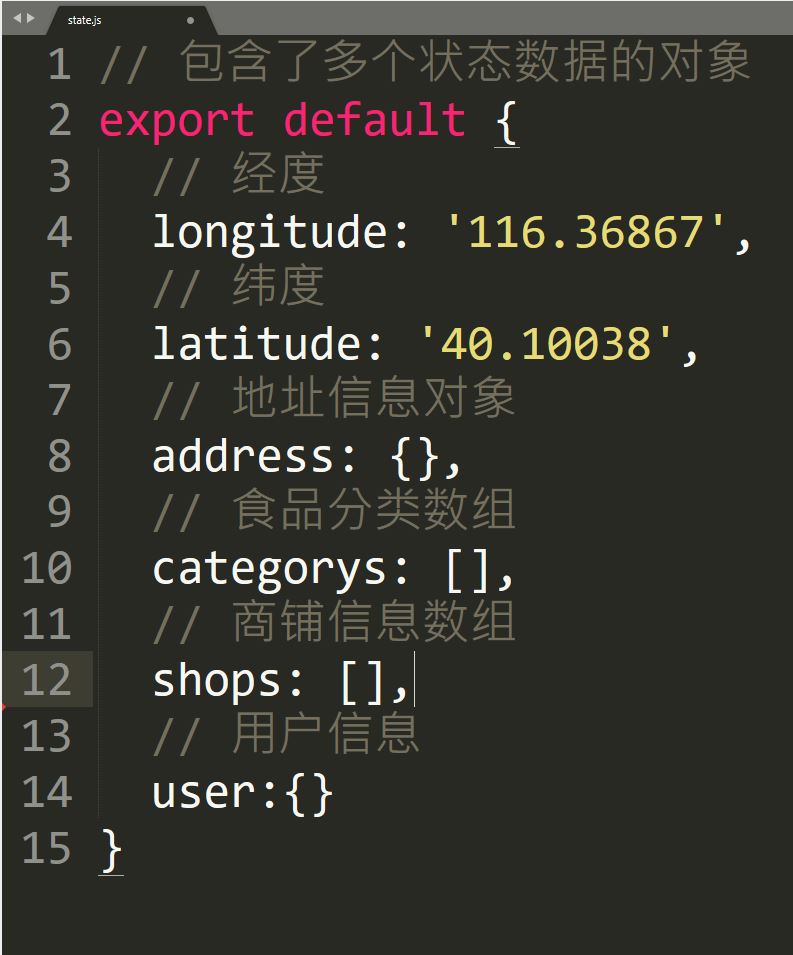 state.js
1 // 包含了多个状态数据的对象
2 export default {
3   // 经度
4   longitude: '116.36867',
5   // 纬度
6   latitude: '40.10038',
7   // 地址信息对象
8   address: {},
9   // 食品分类数组
10   categorys: [],
11   // 商铺信息数组
12   shops: [],
13   // 用户信息
14   user:{}
15 }